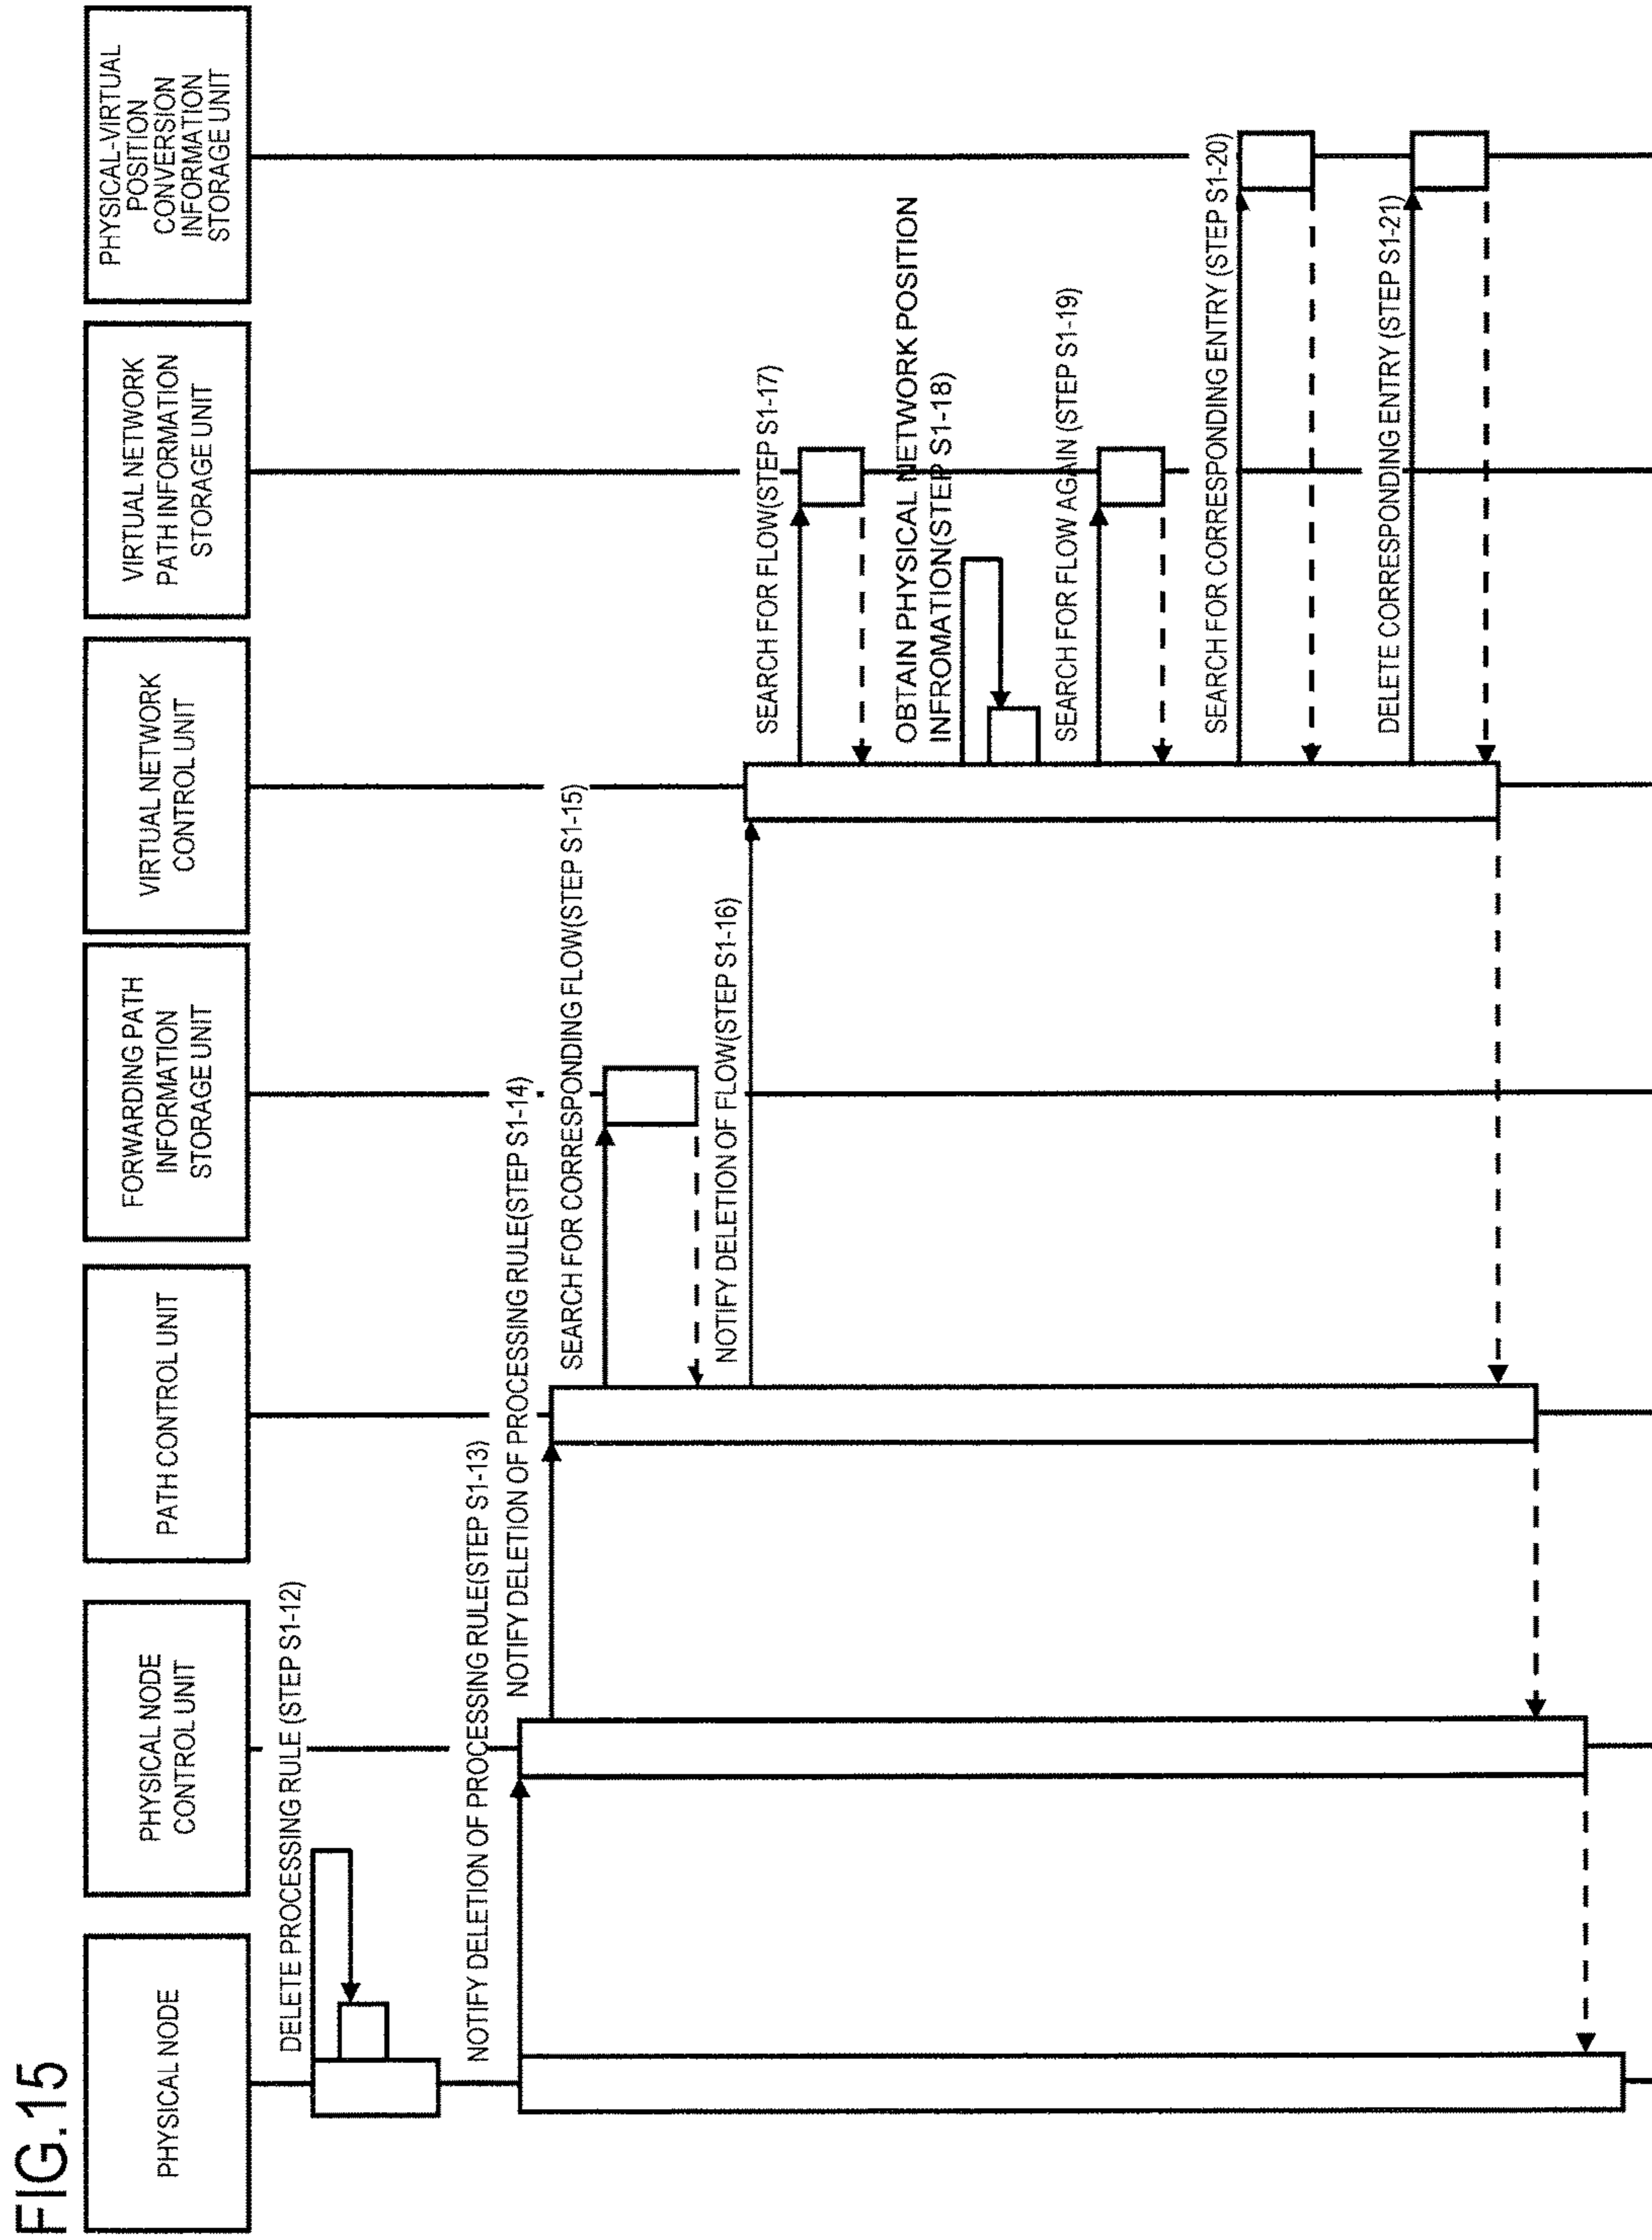 FIG.15
PHYSICAL NODE
PHYSICAL NODE
CONTROL UNIT
PATH CONTROL UNIT
FORWARDING PATH
INFORMATION
STORAGE UNIT
VIRTUAL NETWORK
CONTROL UNIT
VIRTUAL NETWORK
PATH INFORMATION
STORAGE UNIT
PHYSICAL-VIRTUAL
POSITION
CONVERSION
INFORMATION
STORAGE UNIT
DELETE PROCESSING RULE (STEP S1-12)
NOTIFY DELETION OF PROCESSING RULE(STEP S1-13)
NOTIFY DELETION OF PROCESSING RULE(STEP S1-14)
SEARCH FOR CORRESPONDING FLOW(STEP S1-15)
NOTIFY DELETION OF FLOW(STEP S1-16)
SEARCH FOR FLOW(STEP S1-17)
OBTAIN PHYSICAL NETWORK POSITION
INFROMATION(STEP S1-18)
SEARCH FOR FLOW AGAIN (STEP S1-19)
SEARCH FOR CORRESPONDING ENTRY (STEP S1-20)
DELETE CORRESPONDING ENTRY (STEP S1-21)